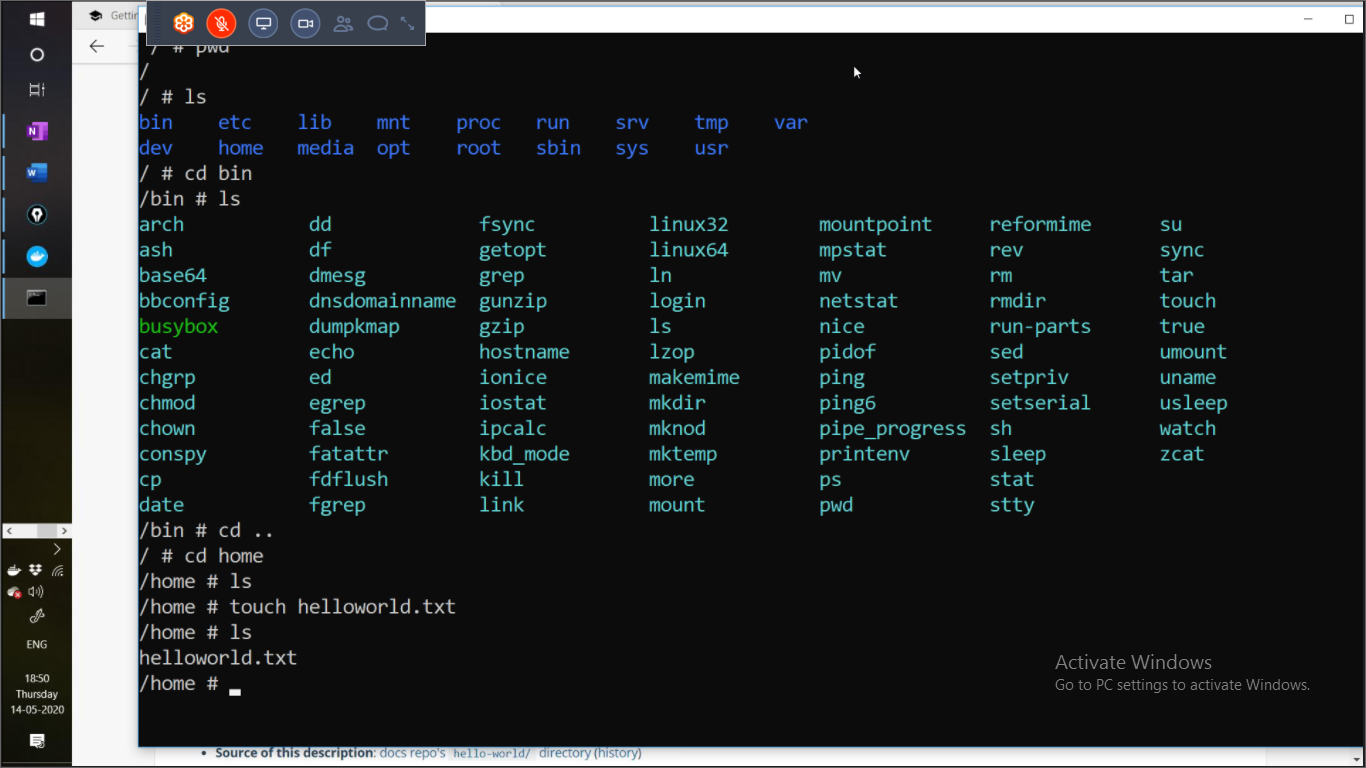 Gettin
/ # pwd
/
/ # ls
bin etc lib mnt proc run srv tmp var
dev home media opt root sbin sys usr
/ # cd bin
/bin # ls
arch dd fsync linux32 mountpoint reformime su
ash df getopt linux64 mpstat rev sync
base64 dmesg grep ln mv rm tar
bbconfig dnsdomainname gunzip login netstat rmdir touch
busybox dumpkmap gzip ls nice run-parts true
cat echo hostname lzop pidof sed umount
chgrp ed ionice makemime ping setpriv uname
chmod egrep iostat mkdir ping6 setserial usleep
chown false ipcalc mknod pipe_progress sh watch
conspy fatattr kbd_mode mktemp printenv sleep zcat
cp fdflush kill more ps stat
date fgrep link mount pwd stty
/bin # cd ..
/ # cd home
/home # ls
/home # touch helloworld.txt
/home # ls
helloworld.txt
/home #
ENG
18:50
Thursday
14-05-2020
Activate Windows
Go to PC settings to activate Windows.
• Source of this description: docs repo's hello-world/ directory (history)